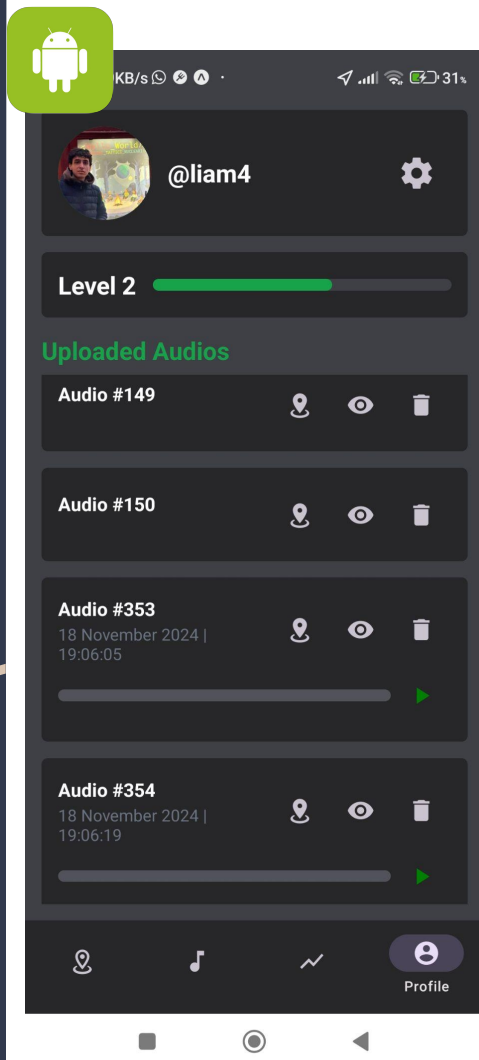 KB/s
31%
@liam4
Level 2
Uploaded Audios
Audio #149
Audio #150
Audio #353
18 November 2024 |
19:06:05
Audio #354
18 November 2024 |
19:06:19
Profile